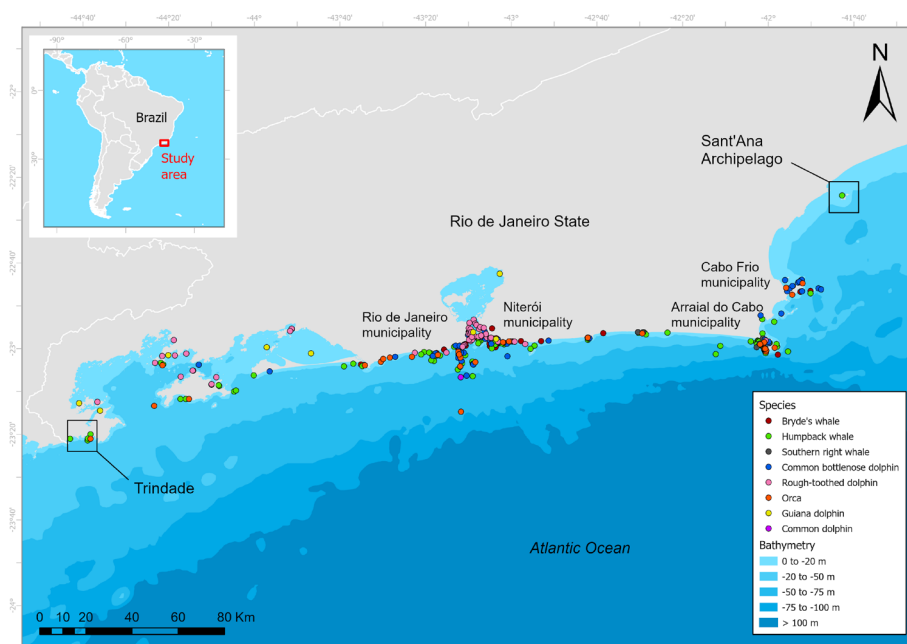 -44°40' -44°20' -44° -43°40' -43°20' -43° -42°40' -42°20' -42° -41°40'
-90° -60° -30°
0°
-30°
Brazil
Study
area
N
-22°
-22°20'
-22°40'
-23°
-23°20'
-23°40'
-24°
Sant'Ana
Archipelago
Rio de Janeiro State
Cabo Frio
municipality
Rio de Janeiro
municipality
Niterói
municipality
Arraial do Cabo
municipality
Trindade
Atlantic Ocean
Species
Bryde's whale
Humpback whale
Southern right whale
Common bottlenose dolphin
Rough-toothed dolphin
Orca
Guiana dolphin
Common dolphin
Bathymetry
0 to -20 m
-20 to -50 m
-50 to -75 m
-75 to -100 m
> 100 m
0 10 20 40 60 80 Km